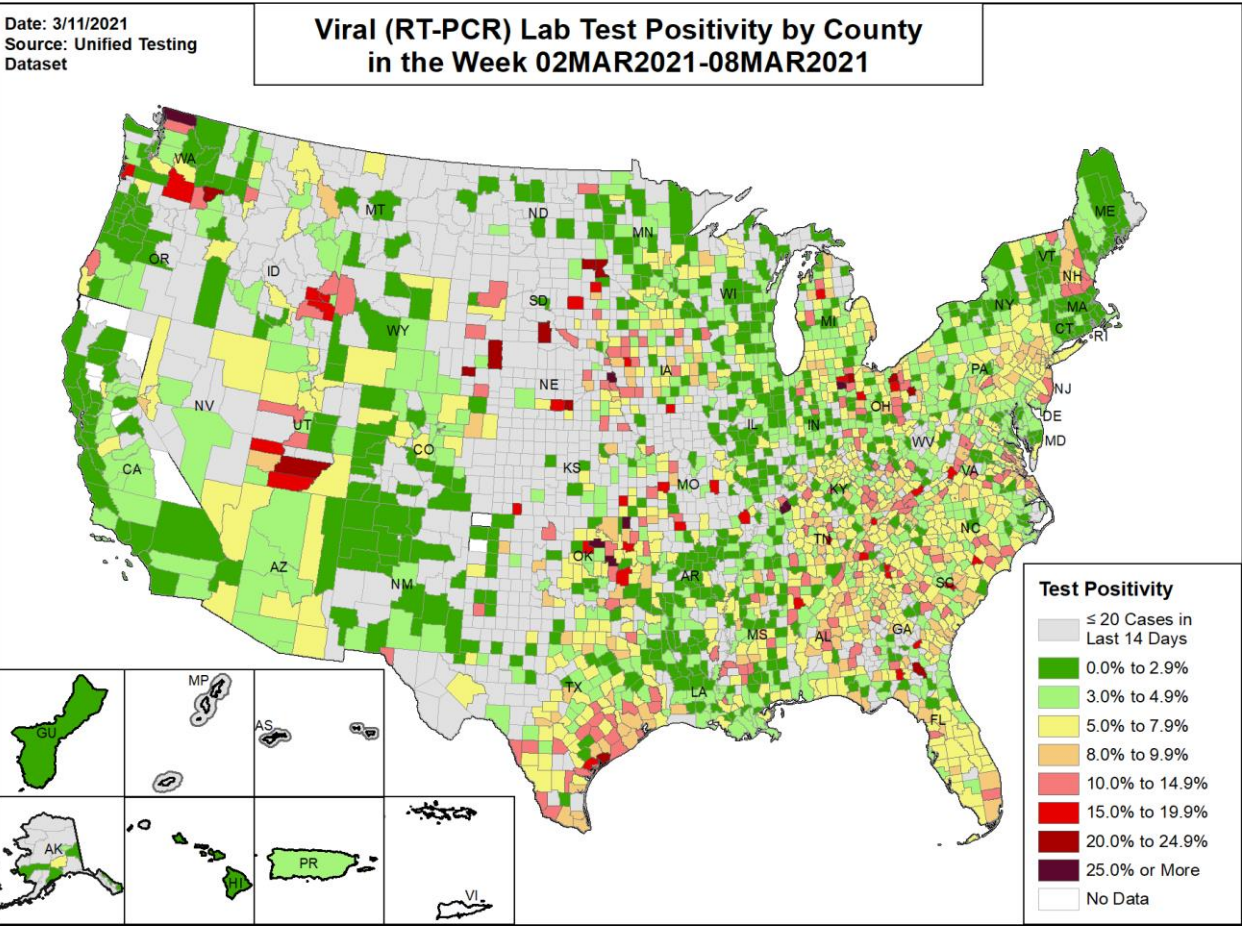 Date: 3/11/2021
Source: Unified Testing
Dataset
Viral (RT-PCR) Lab Test Positivity by County
in the Week 02MAR2021-08MAR2021
WA
MT
ND
MN
ME
OR
ID
SD
WI
VT
NH
NY
MA
CT
RI
WY
MI
NV
UT
NE
IA
PA
NJ
OH
DE
MD
CA
CO
KS
IL
IN
WV
MO
KY
VA
AZ
NM
OK
TN
NC
AR
SC
MS
AL
GA
TX
LA
FL
GU
MP
AS
AK
HI
PR
VI
Test Positivity
≤ 20 Cases in
Last 14 Days
0.0% to 2.9%
3.0% to 4.9%
5.0% to 7.9%
8.0% to 9.9%
10.0% to 14.9%
15.0% to 19.9%
20.0% to 24.9%
25.0% or More
No Data